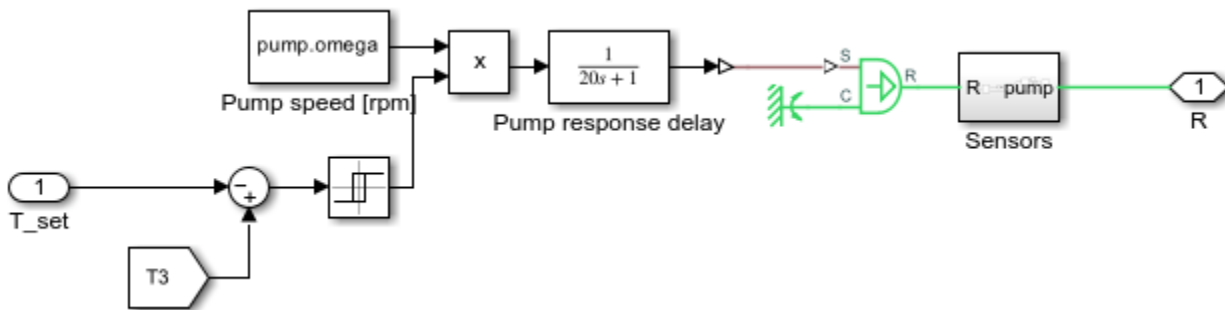 pump.omega
Pump speed [rpm]
x
1
20s + 1
Pump response delay
S
C
R
R
pump
Sensors
1
R
1
T_set
−
+
T3